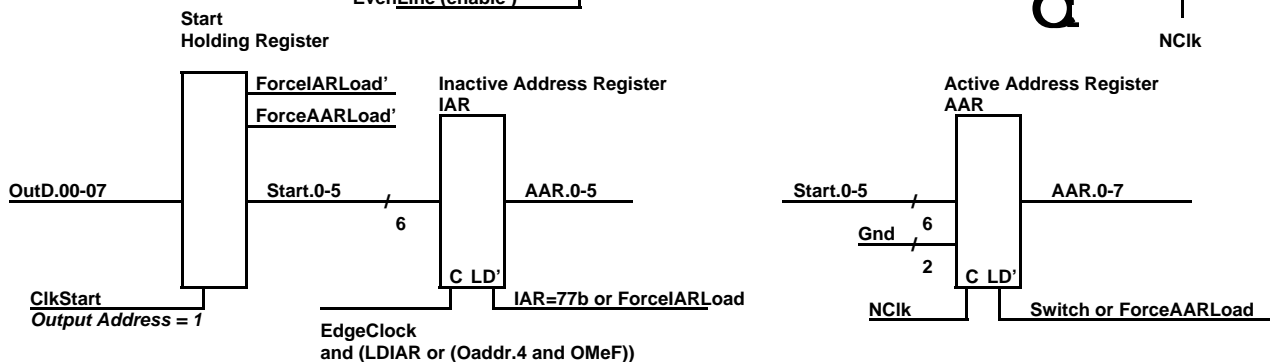 EvenLine (enable )
α
NClk
Start
Holding Register
ForceIARLoad'
ForceAARLoad'
Inactive Address Register
IAR
Active Address Register
AAR
OutD.00-07
Start.0-5
6
AAR.0-5
Start.0-5
6
Gnd
2
AAR.0-7
C LD'
C LD'
ClkStart
Output Address = 1
IAR=77b or ForceIARLoad
EdgeClock
and (LDIAR or (Oaddr.4 and OMeF))
NClk
Switch or ForceAARLoad